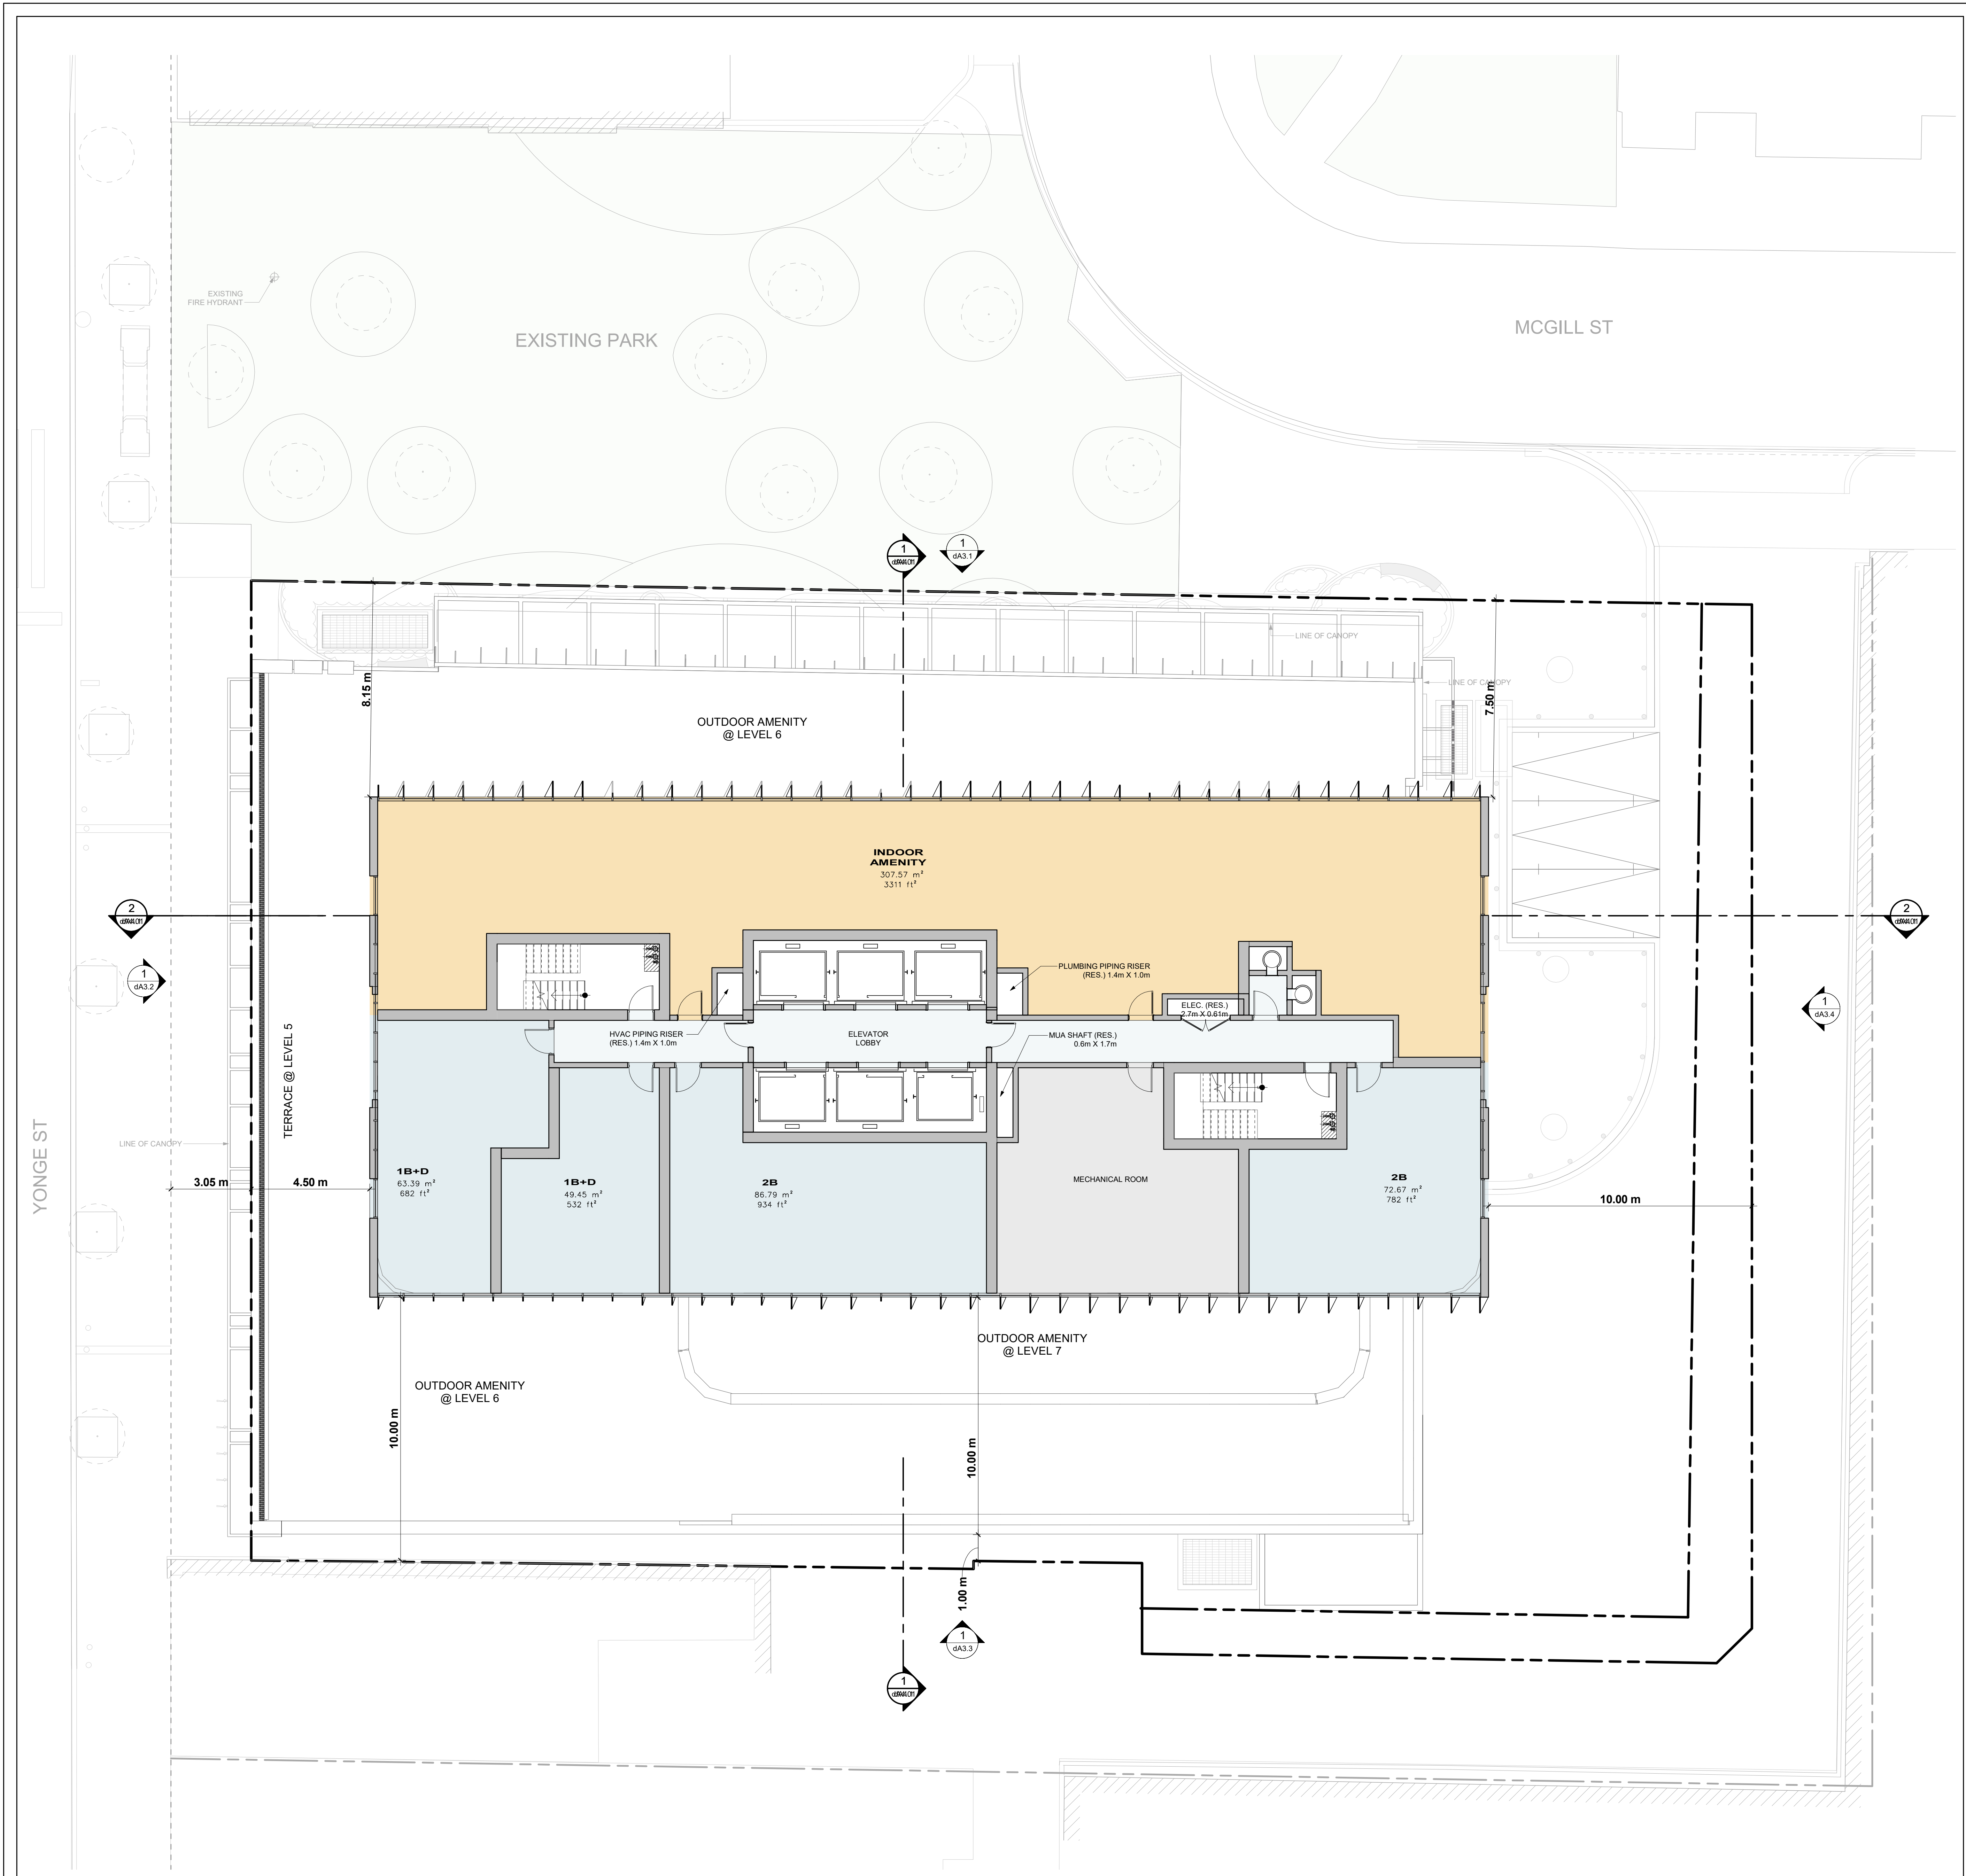 EXISTING
FIRE HYDRANT
EXISTING PARK
MCGILL ST
1
1
dA3.1
LINE OF CANOPY
LINE OF CANOPY
8.15 m
7.50 m
OUTDOOR AMENITY
@ LEVEL 6
INDOOR
AMENITY
307.57 m²
3311 ft²
2
2
1
dA3.2
1
dA3.4
PLUMBING PIPING RISER
(RES.) 1.4m X 1.0m
ELEC. (RES.)
2.7m X 0.61m
HVAC PIPING RISER
(RES.) 1.4m X 1.0m
ELEVATOR
LOBBY
MUA SHAFT (RES.)
0.6m X 1.7m
TERRACE @ LEVEL 5
YONGE ST
LINE OF CANOPY
3.05 m
4.50 m
1B+D
63.39 m²
682 ft²
1B+D
49.45 m²
532 ft²
2B
86.79 m²
934 ft²
MECHANICAL ROOM
2B
72.67 m²
782 ft²
10.00 m
OUTDOOR AMENITY
@ LEVEL 7
OUTDOOR AMENITY
@ LEVEL 6
10.00 m
10.00 m
1.00 m
1
dA3.3
1